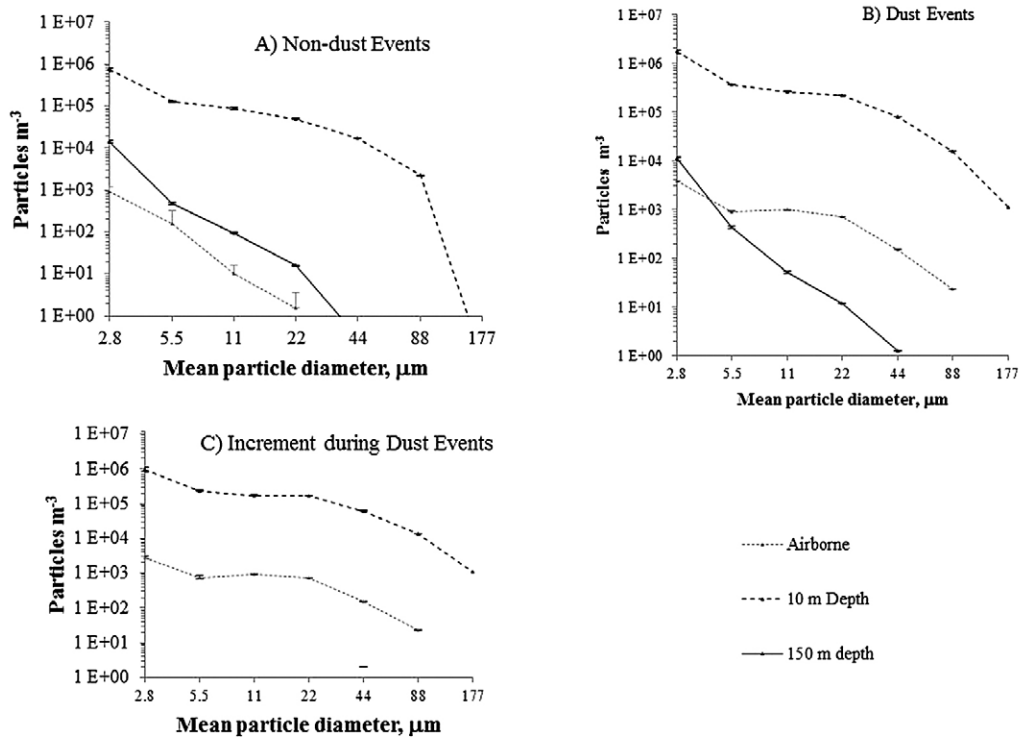 A) Non-dust Events
Particles m-3
1 E+07
1 E+06
1 E+05
1 E+04
1 E+03
1 E+02
1 E+01
1 E+00
2.8 5.5 11 22 44 88 177
Mean particle diameter, μm
B) Dust Events
Particles m-3
1 E+07
1 E+06
1 E+05
1 E+04
1 E+03
1 E+02
1 E+01
1 E+00
2.8 5.5 11 22 44 88 177
Mean particle diameter, μm
C) Increment during Dust Events
Particles m-3
1 E+07
1 E+06
1 E+05
1 E+04
1 E+03
1 E+02
1 E+01
1 E+00
2.8 5.5 11 22 44 88 177
Mean particle diameter, μm
Airborne
10 m Depth
150 m depth